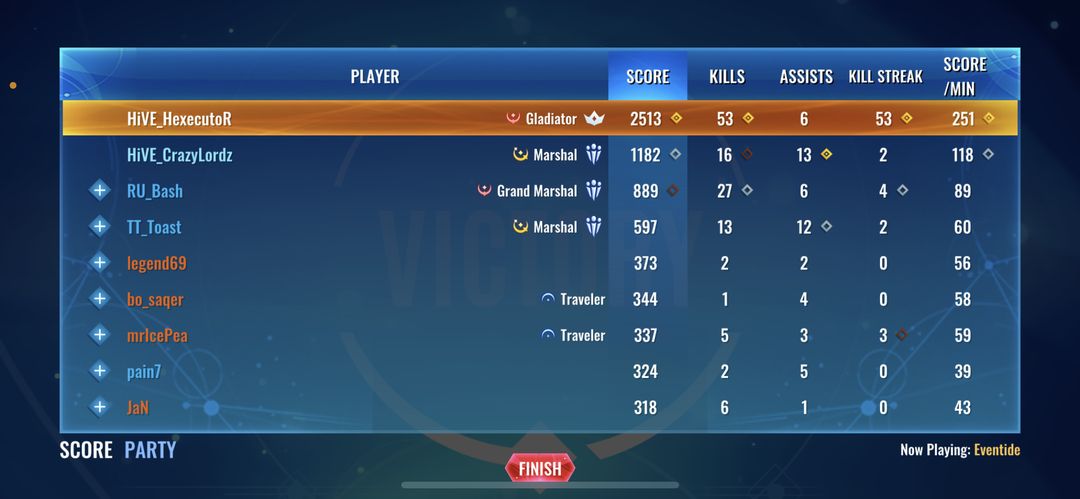 PLAYER SCORE KILLS ASSISTS KILL STREAK SCORE /MIN
HiVE_HexecutoR Gladiator 2513 53 6 53 251
HiVE_CrazyLordz Marshal 1182 16 13 2 118
RU_Bash Grand Marshal 889 27 6 4 89
TT_Toast Marshal 597 13 12 2 60
legend69 373 2 2 0 56
bo_saqer Traveler 344 1 4 0 58
mrIcePea Traveler 337 5 3 3 59
pain7 324 2 5 0 39
JaN 318 6 1 0 43
VICTORY
SCORE PARTY
Now Playing: Eventide
FINISH